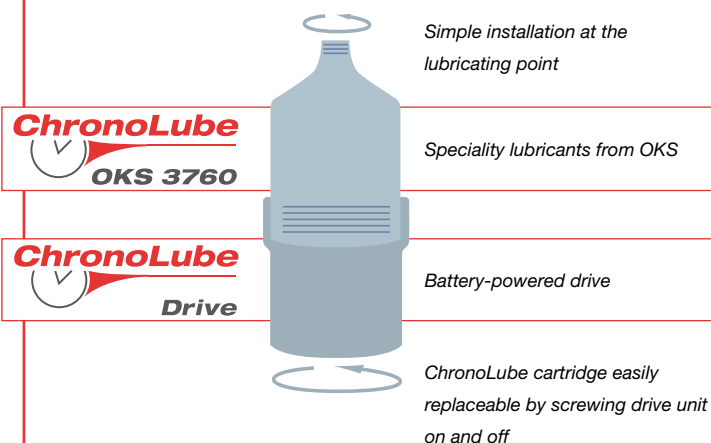 Simple installation at the
lubricating point
ChronoLube
OKS 3760
Speciality lubricants from OKS
ChronoLube
Drive
Battery-powered drive
ChronoLube cartridge easily
replaceable by screwing drive unit
on and off